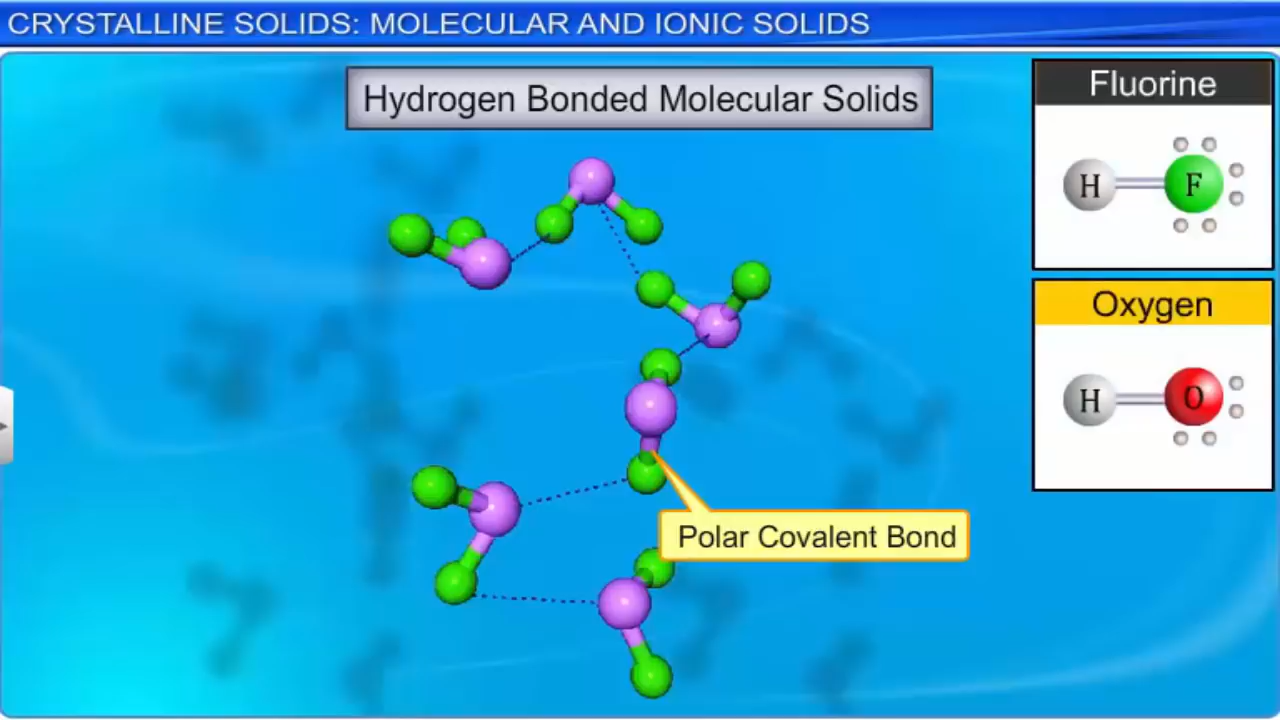 CRYSTALLINE SOLIDS: MOLECULAR AND IONIC SOLIDS
Hydrogen Bonded Molecular Solids
Fluorine
H F
Oxygen
H O
Polar Covalent Bond